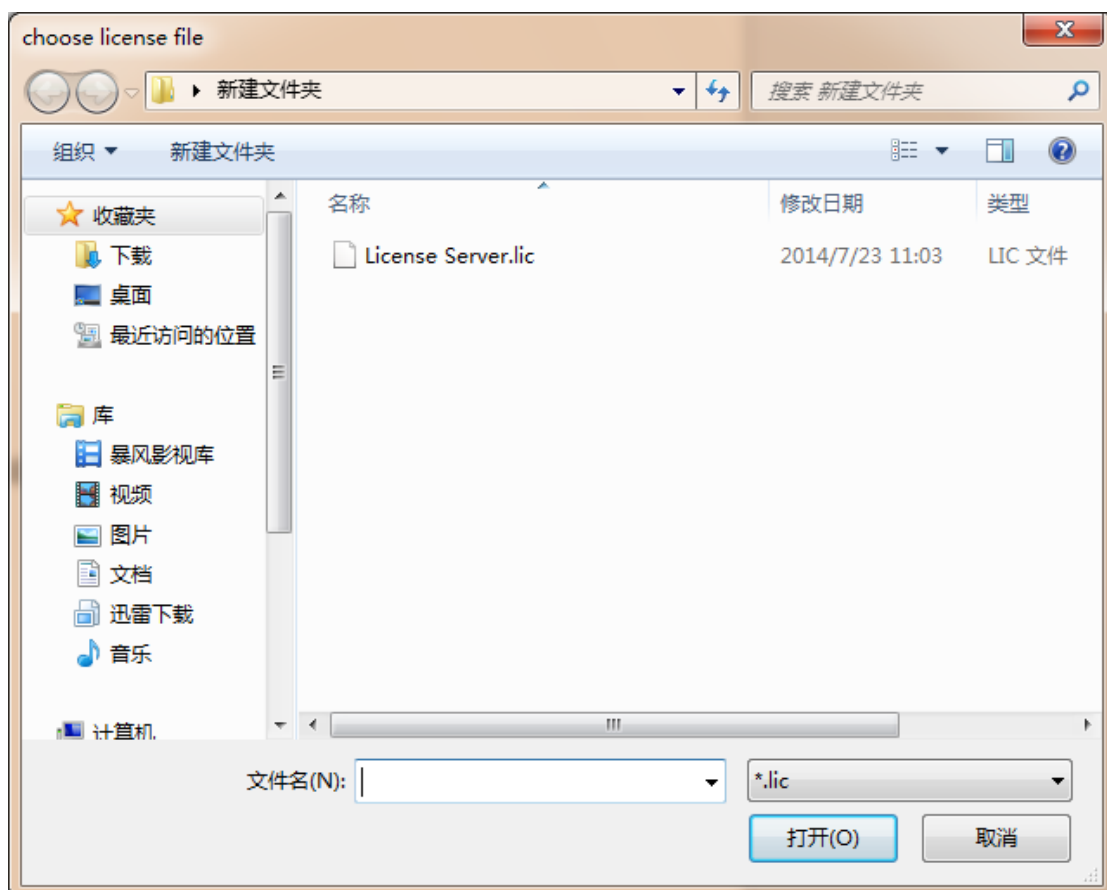 choose license file
新建文件夹
搜索 新建文件夹
组织
新建文件夹
名称
修改日期
类型
License Server.lic
2014/7/23 11:03
LIC 文件
收藏夹
下载
桌面
最近访问的位置
库
暴风影视库
视频
图片
文档
迅雷下载
音乐
计算机
文件名(N):
*.lic
打开(O)
取消